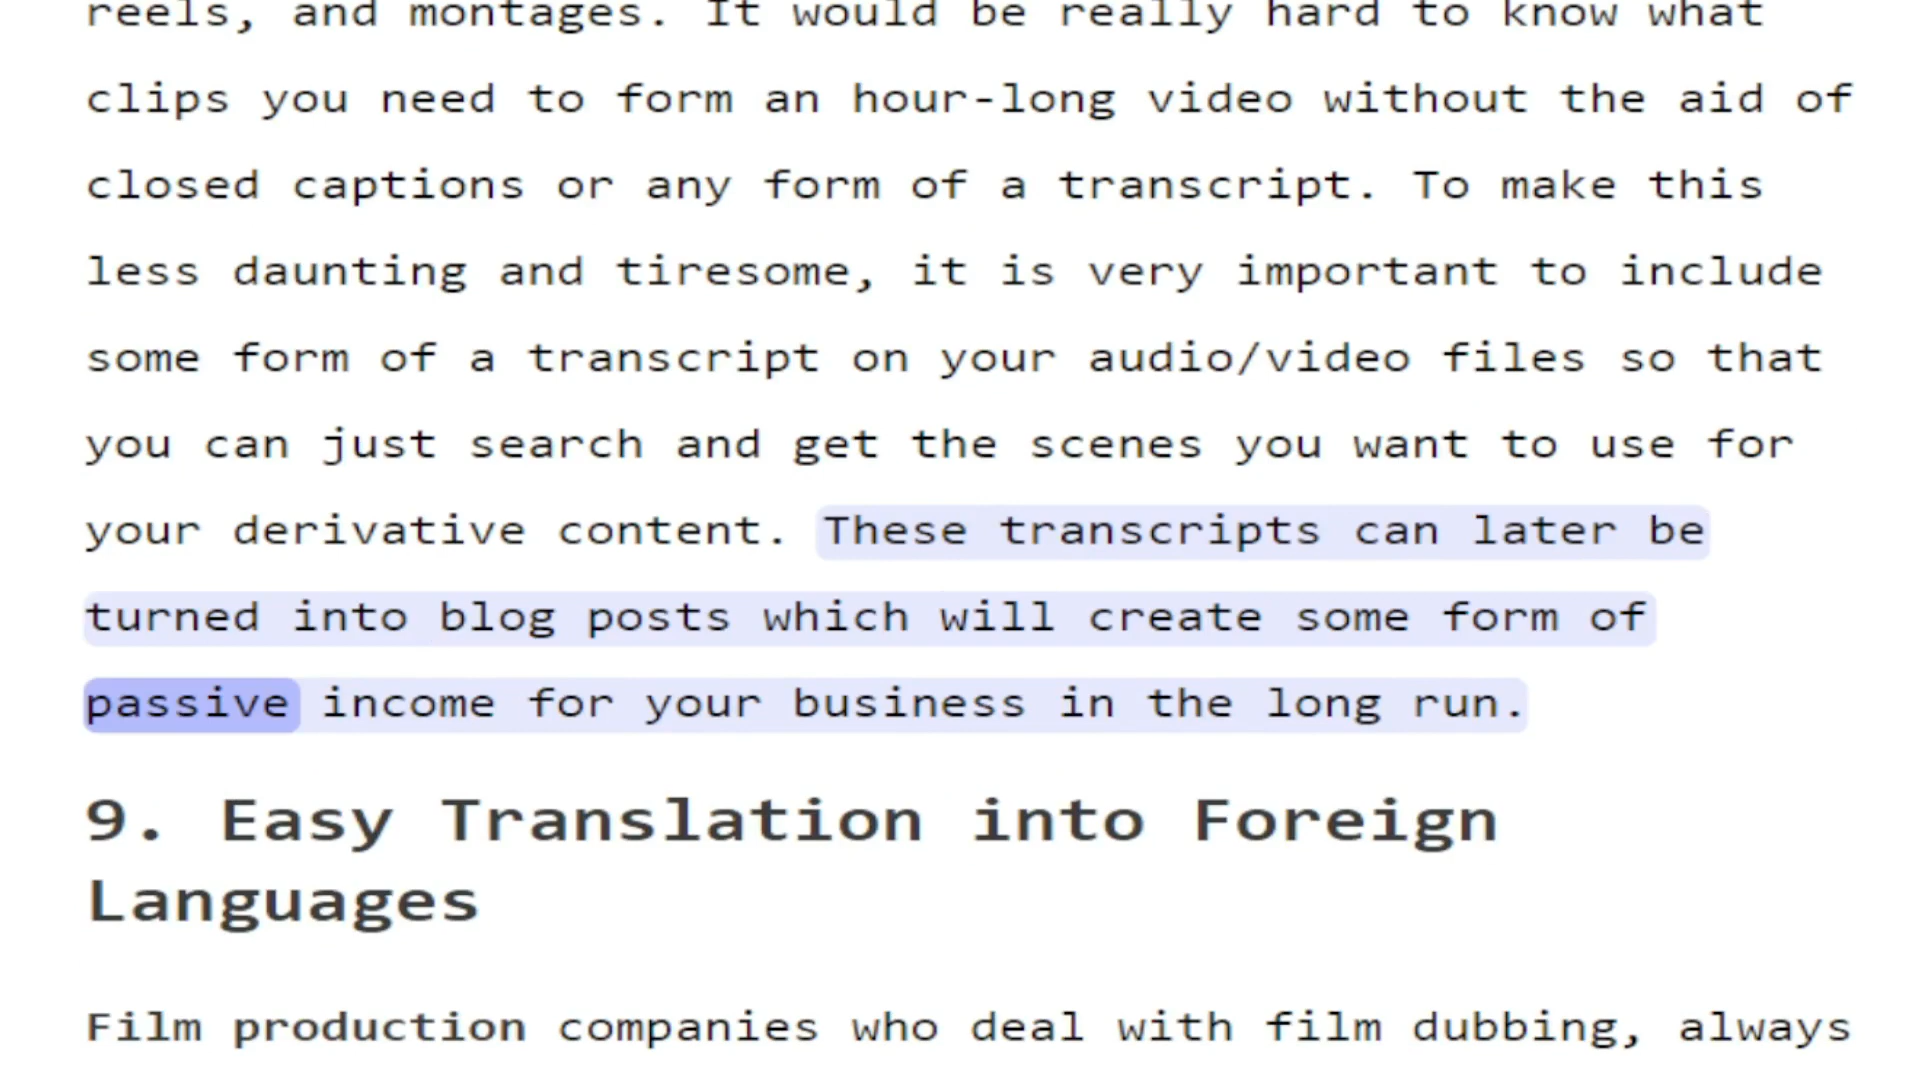 reels, and montages. It would be really hard to know what
clips you need to form an hour-long video without the aid of
closed captions or any form of a transcript. To make this
less daunting and tiresome, it is very important to include
some form of a transcript on your audio/video files so that
you can just search and get the scenes you want to use for
your derivative content. These transcripts can later be
turned into blog posts which will create some form of
passive income for your business in the long run.
9. Easy Translation into Foreign
Languages
Film production companies who deal with film dubbing, always